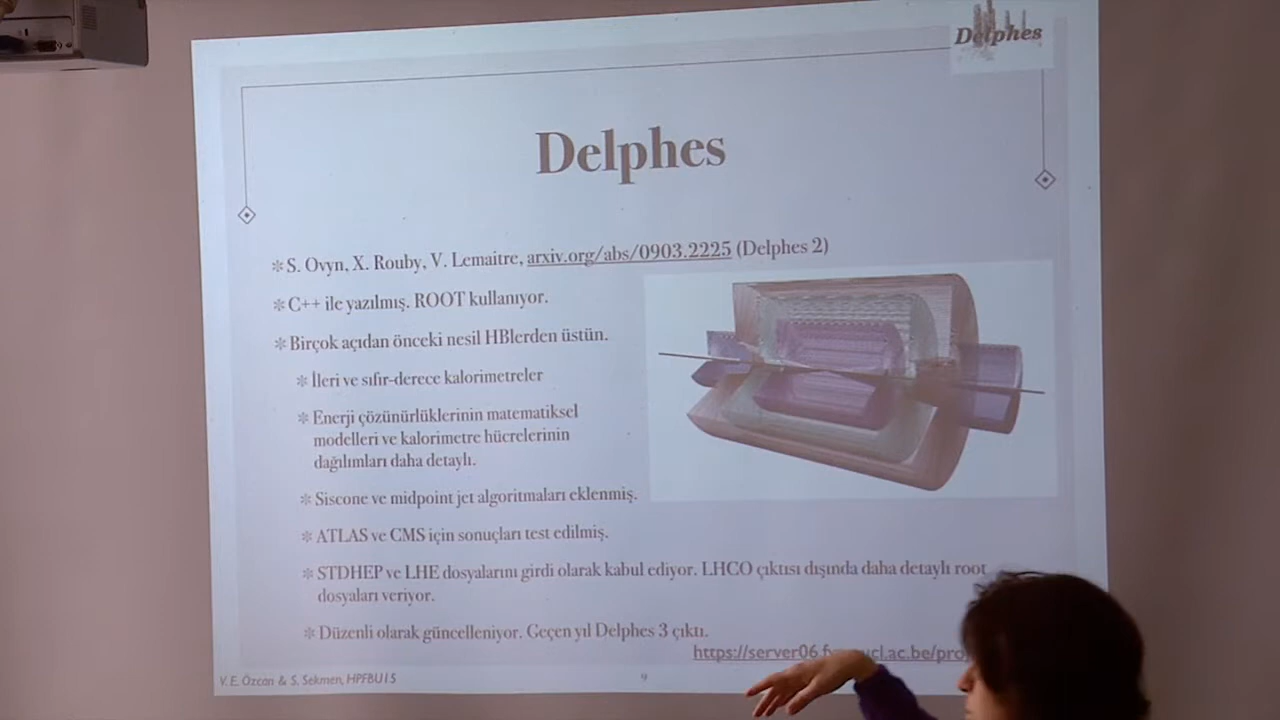 Delphes
Delphes
S. Ovyn, X. Rouby, V. Lemaitre, arxiv.org/abs/0903.2225 (Delphes 2)
C++ ile yazılmış. ROOT kullanıyor.
Birçok açıdan önceki nesil HBlerden üstün.
İleri ve sıfır-derece kalorimetreler
Enerji çözünürlüklerinin matematiksel
modelleri ve kalorimetre hücrelerinin
dağılımları daha detaylı.
Siscone ve midpoint jet algoritmaları eklenmiş.
ATLAS ve CMS için sonuçları test edilmiş.
STDHEP ve LHE dosyalarını girdi olarak kabul ediyor. LHCO çıktısı dışında daha detaylı root
dosyaları veriyor.
Düzenli olarak güncelleniyor. Geçen yıl Delphes 3 çıktı.
https://server06.f ucl.ac.be/pro
V. E. Özcan & S. Sekmen, HPFBU15
9